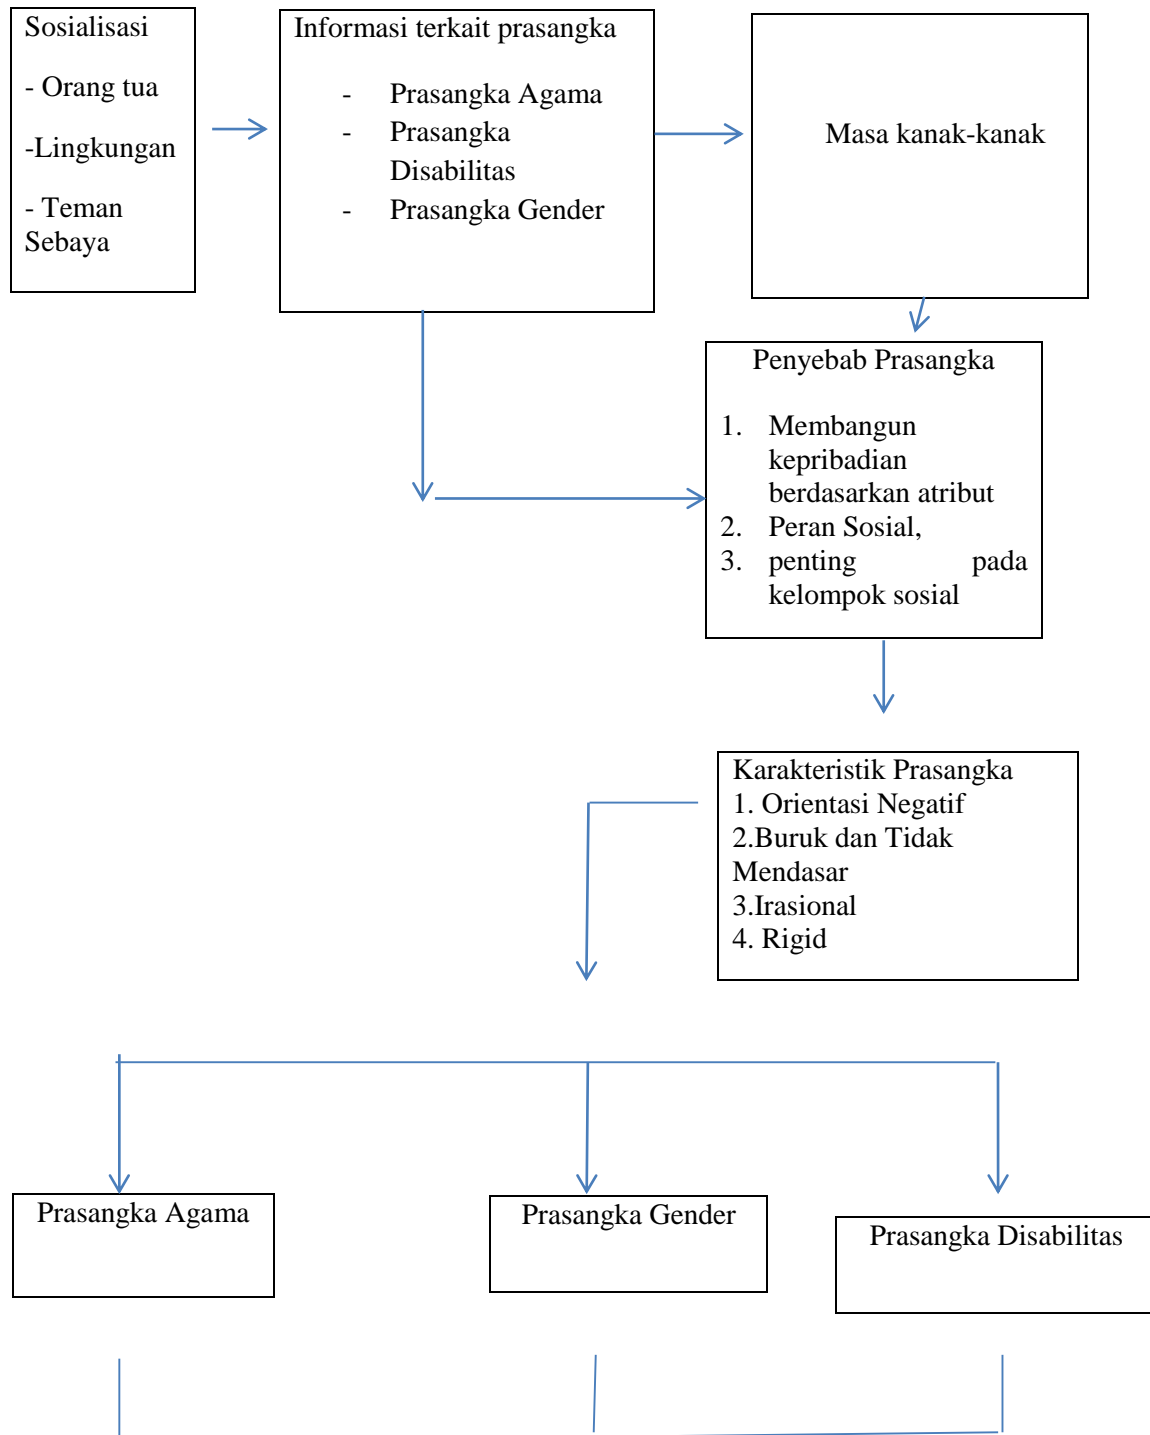 Sosialisasi
- Orang tua
-Lingkungan
- Teman
Sebaya
Informasi terkait prasangka
- Prasangka Agama
- Prasangka
Disabilitas
- Prasangka Gender
Masa kanak-kanak
Penyebab Prasangka
1. Membangun
kepribadian
berdasarkan atribut
2. Peran Sosial,
3. penting pada
kelompok sosial
Karakteristik Prasangka
1. Orientasi Negatif
2.Buruk dan Tidak
Mendasar
3.Irasional
4. Rigid
Prasangka Agama
Prasangka Gender
Prasangka Disabilitas